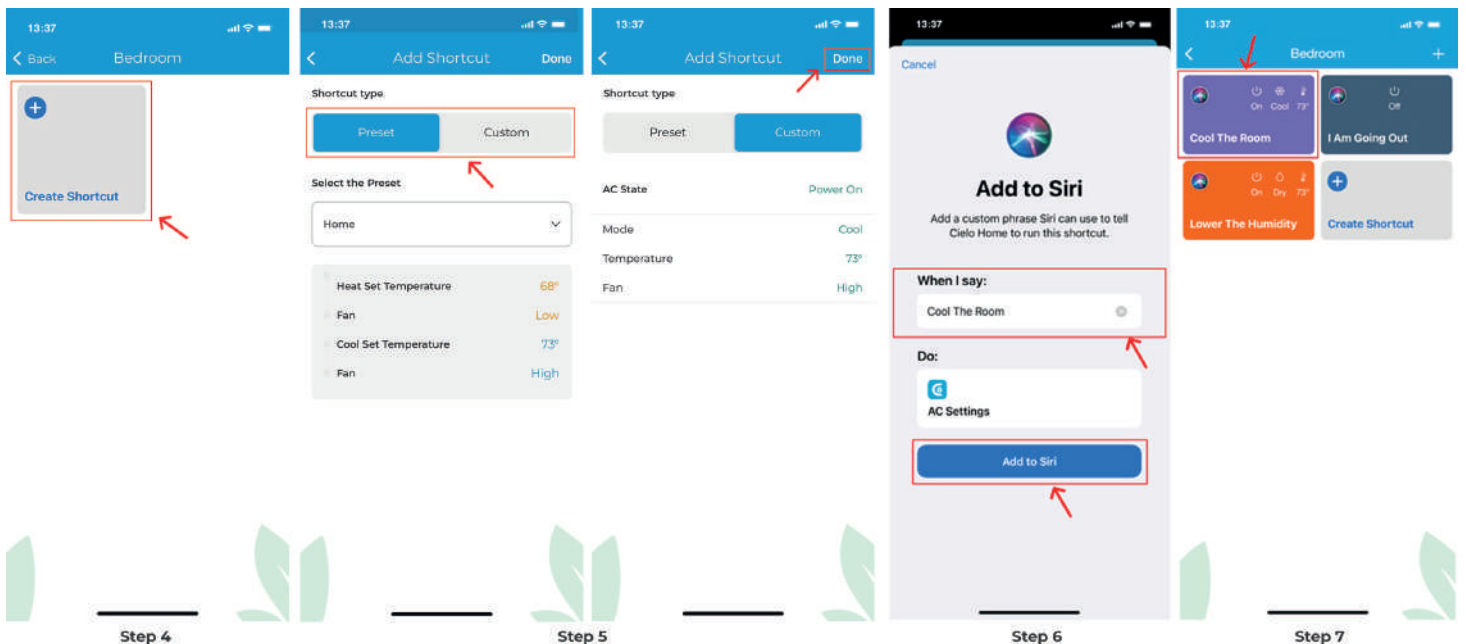 13:37
Back Bedroom
Create Shortcut
Step 4
13:37
Add Shortcut Done
Shortcut type
Preset Custom
Select the Preset
Home
Heat Set Temperature 68°
Fan Low
Cool Set Temperature 73°
Fan High
13:37
Add Shortcut Done
Shortcut type
Preset Custom
AC State Power On
Mode Cool
Temperature 73°
Fan High
Step 5
13:37
Cancel
Add to Siri
Add a custom phrase Siri can use to tell
Cielo Home to run this shortcut.
When I say:
Cool The Room
Do:
AC Settings
Add to Siri
Step 6
13:37
Bedroom
On Cool 73°
Cool The Room
Off
I Am Going Out
On Dry 73°
Lower The Humidity
Create Shortcut
Step 7